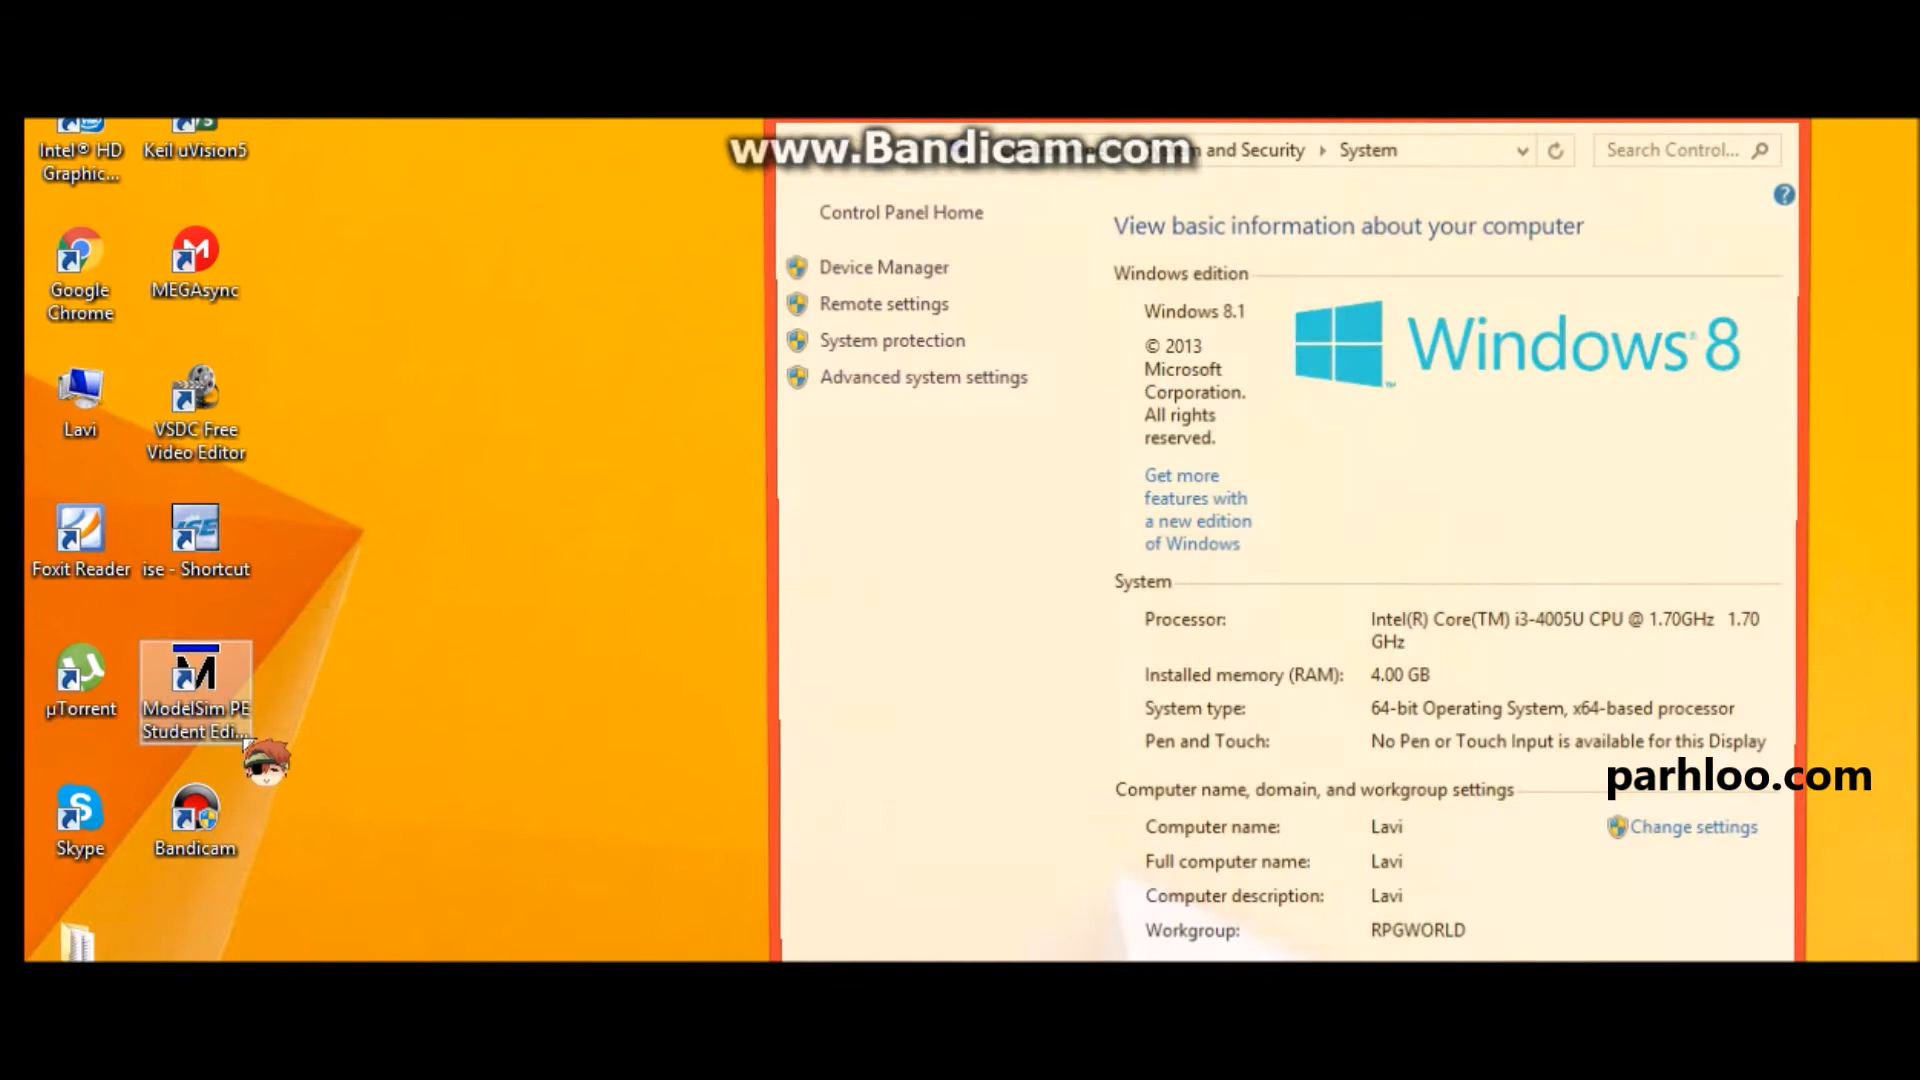 www.Bandicam.com
and Security
System
Search Control...
Intel® HD
Graphic...
Keil uVision5
Google
Chrome
MEGAsync
Lavi
VSDC Free
Video Editor
Foxit Reader
ise - Shortcut
µTorrent
ModelSim PE
Student Edi...
Skype
Bandicam
Control Panel Home
Device Manager
Remote settings
System protection
Advanced system settings
View basic information about your computer
Windows edition
Windows 8.1
© 2013
Microsoft
Corporation.
All rights
reserved.
Get more
features with
a new edition
of Windows
Windows® 8
System
Processor: Intel(R) Core(TM) i3-4005U CPU @ 1.70GHz 1.70
GHz
Installed memory (RAM): 4.00 GB
System type: 64-bit Operating System, x64-based processor
Pen and Touch: No Pen or Touch Input is available for this Display
parhloo.com
Computer name, domain, and workgroup settings
Computer name: Lavi
Change settings
Full computer name: Lavi
Computer description: Lavi
Workgroup: RPGWORLD